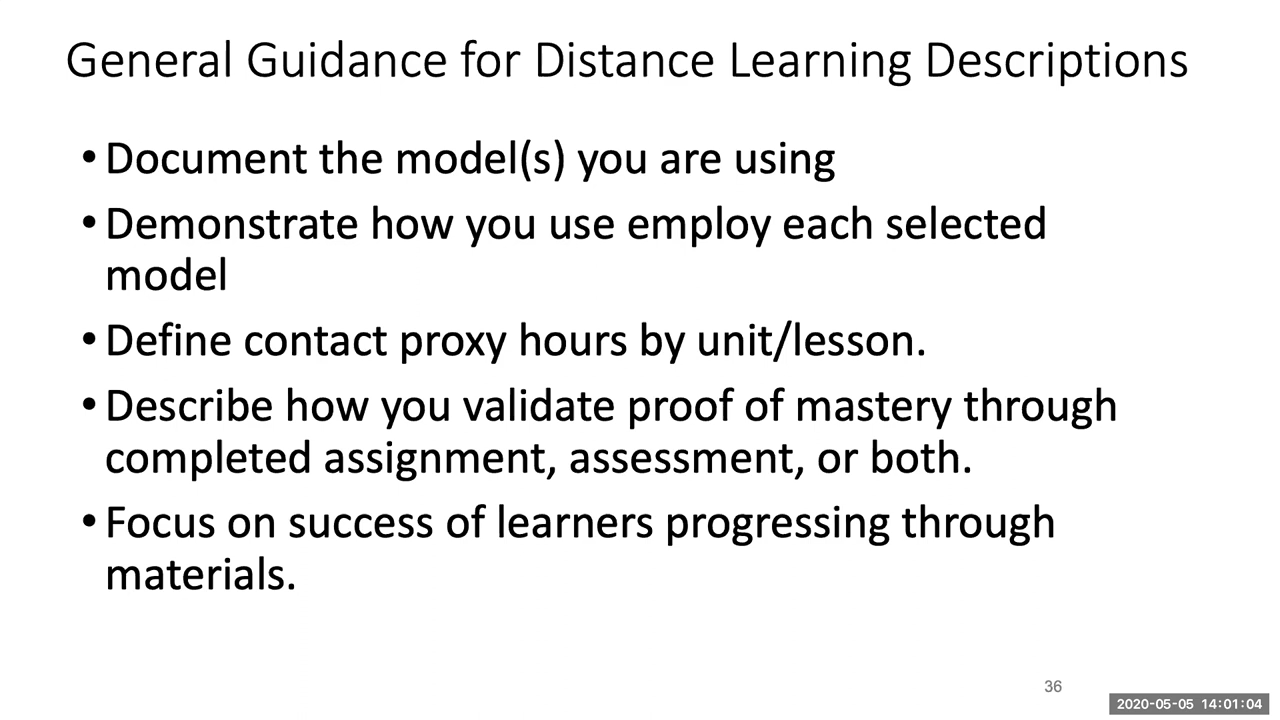 General Guidance for Distance Learning Descriptions
•Document the model(s) you are using
•Demonstrate how you use employ each selected
model
•Define contact proxy hours by unit/lesson.
•Describe how you validate proof of mastery through
completed assignment, assessment, or both.
•Focus on success of learners progressing through
materials.
36
2020-05-05 14:01:04